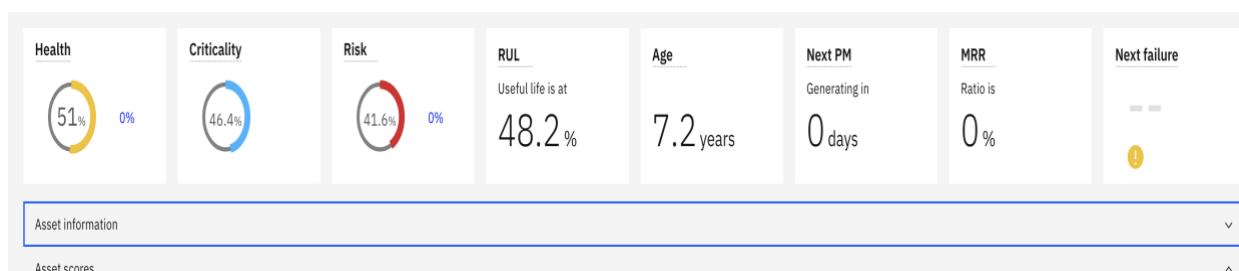 Health
51%
0%
Criticality
46.4%
Risk
41.6%
0%
RUL
Useful life is at
48.2 %
Age
7.2 years
Next PM
Generating in
0 days
MRR
Ratio is
0 %
Next failure
--
!
Asset information
Asset scores